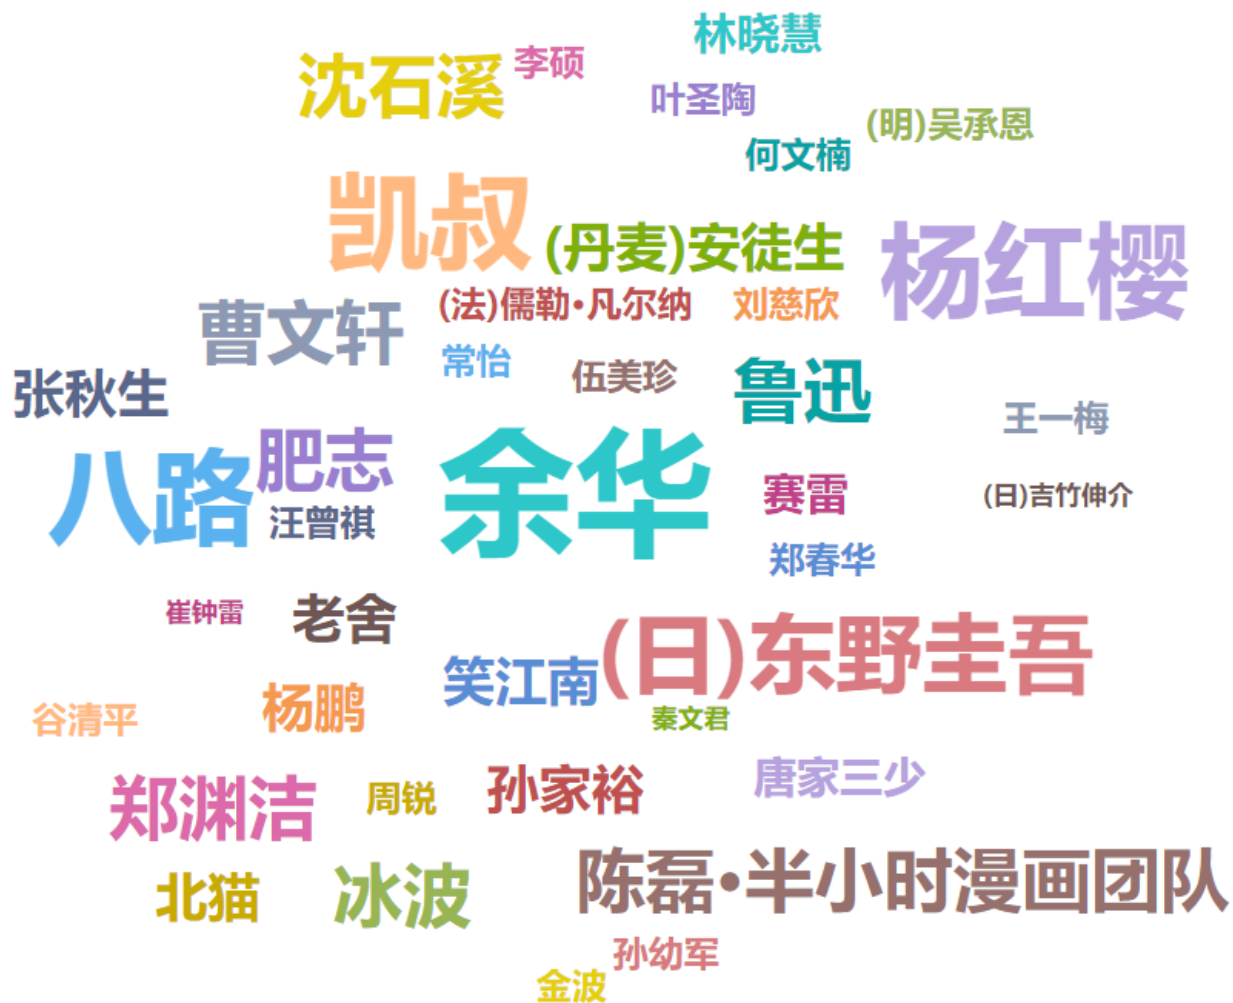 林晓慧
沈石溪
李硕
叶圣陶
(明)吴承恩
何文楠
凯叔
(丹麦)安徒生
杨红樱
(法)儒勒·凡尔纳
刘慈欣
曹文轩
常怡
伍美珍
鲁迅
张秋生
王一梅
肥志
八路
余华
赛雷
(日)吉竹伸介
汪曾祺
郑春华
崔钟雷
老舍
(日)东野圭吾
笑江南
杨鹏
谷清平
秦文君
郑渊洁
周锐
孙家裕
唐家三少
陈磊·半小时漫画团队
北猫
冰波
孙幼军
金波